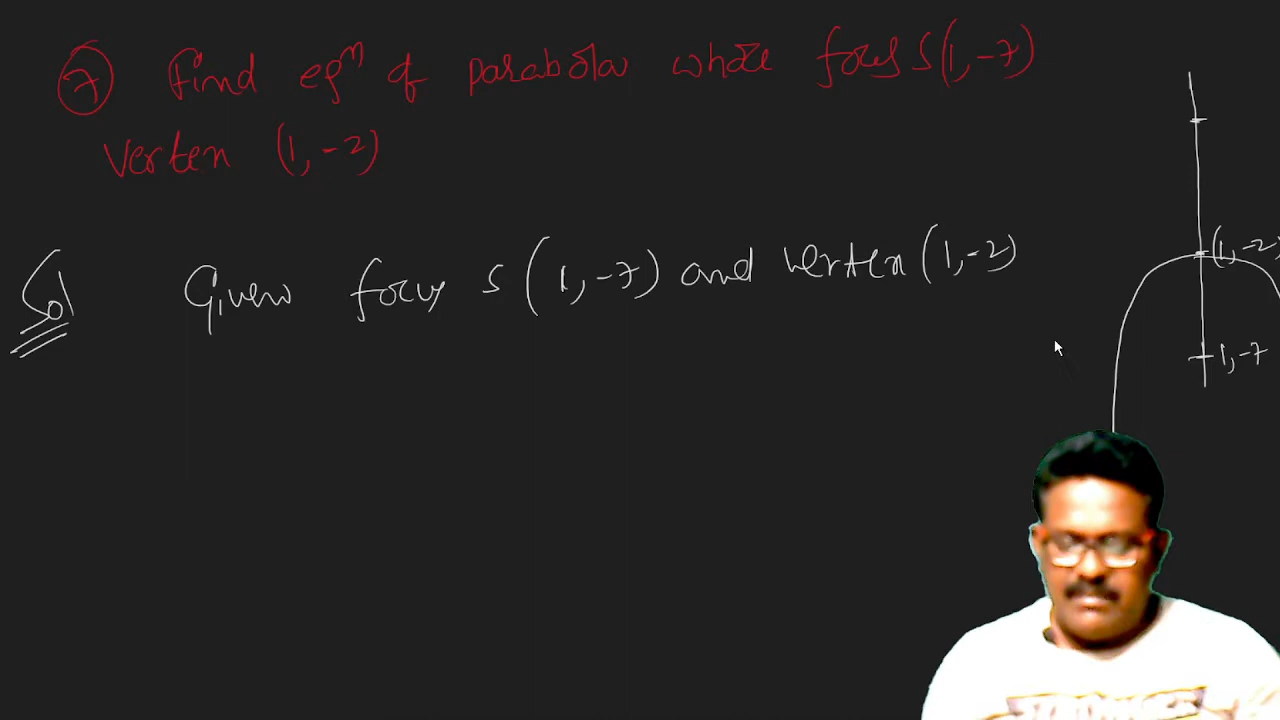 7 Find eqⁿ of parabola whose focus S(1, -7)
Vertex (1, -2)
Sol Given focus S (1, -7) and vertex (1, -2)
(1, -2)
1, -7